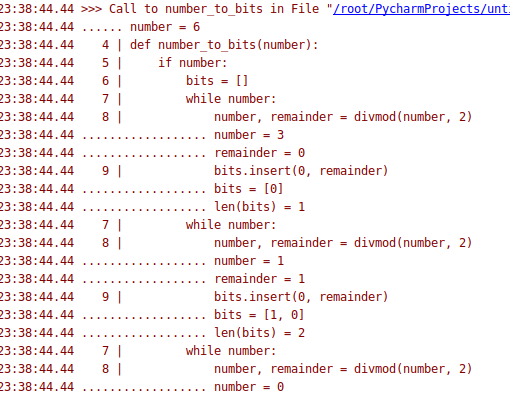 23:38:44.44 >>> Call to number_to_bits in File "/root/PycharmProjects/unt
23:38:44.44 ...... number = 6
23:38:44.44    4 | def number_to_bits(number):
23:38:44.44    5 |     if number:
23:38:44.44    6 |         bits = []
23:38:44.44    7 |         while number:
23:38:44.44    8 |             number, remainder = divmod(number, 2)
23:38:44.44 .................. number = 3
23:38:44.44 .................. remainder = 0
23:38:44.44    9 |             bits.insert(0, remainder)
23:38:44.44 .................. bits = [0]
23:38:44.44 .................. len(bits) = 1
23:38:44.44    7 |         while number:
23:38:44.44    8 |             number, remainder = divmod(number, 2)
23:38:44.44 .................. number = 1
23:38:44.44 .................. remainder = 1
23:38:44.44    9 |             bits.insert(0, remainder)
23:38:44.44 .................. bits = [1, 0]
23:38:44.44 .................. len(bits) = 2
23:38:44.44    7 |         while number:
23:38:44.44    8 |             number, remainder = divmod(number, 2)
23:38:44.44 .................. number = 0